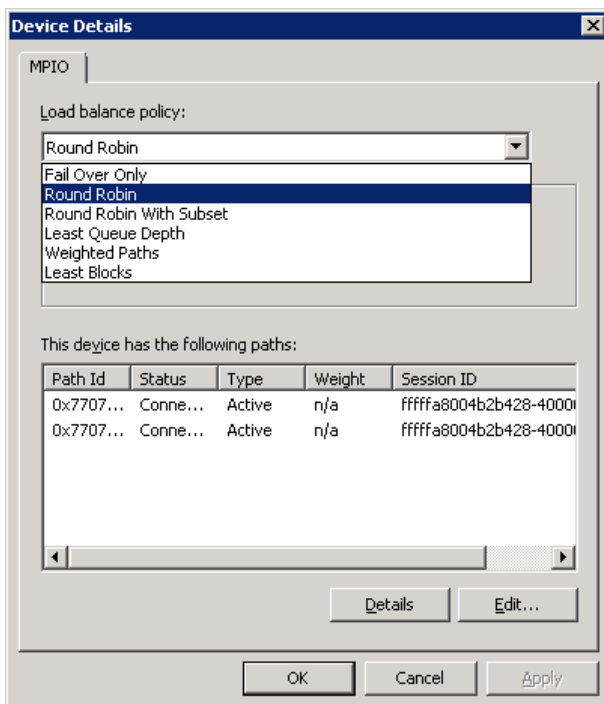 Device Details
MPIO
Load balance policy:
Round Robin
Fail Over Only
Round Robin
Round Robin With Subset
Least Queue Depth
Weighted Paths
Least Blocks
This device has the following paths:
Path Id Status Type Weight Session ID
0x7707... Conne... Active n/a fffffa8004b2b428-4000
0x7707... Conne... Active n/a fffffa8004b2b428-4000
Details Edit...
OK Cancel Apply